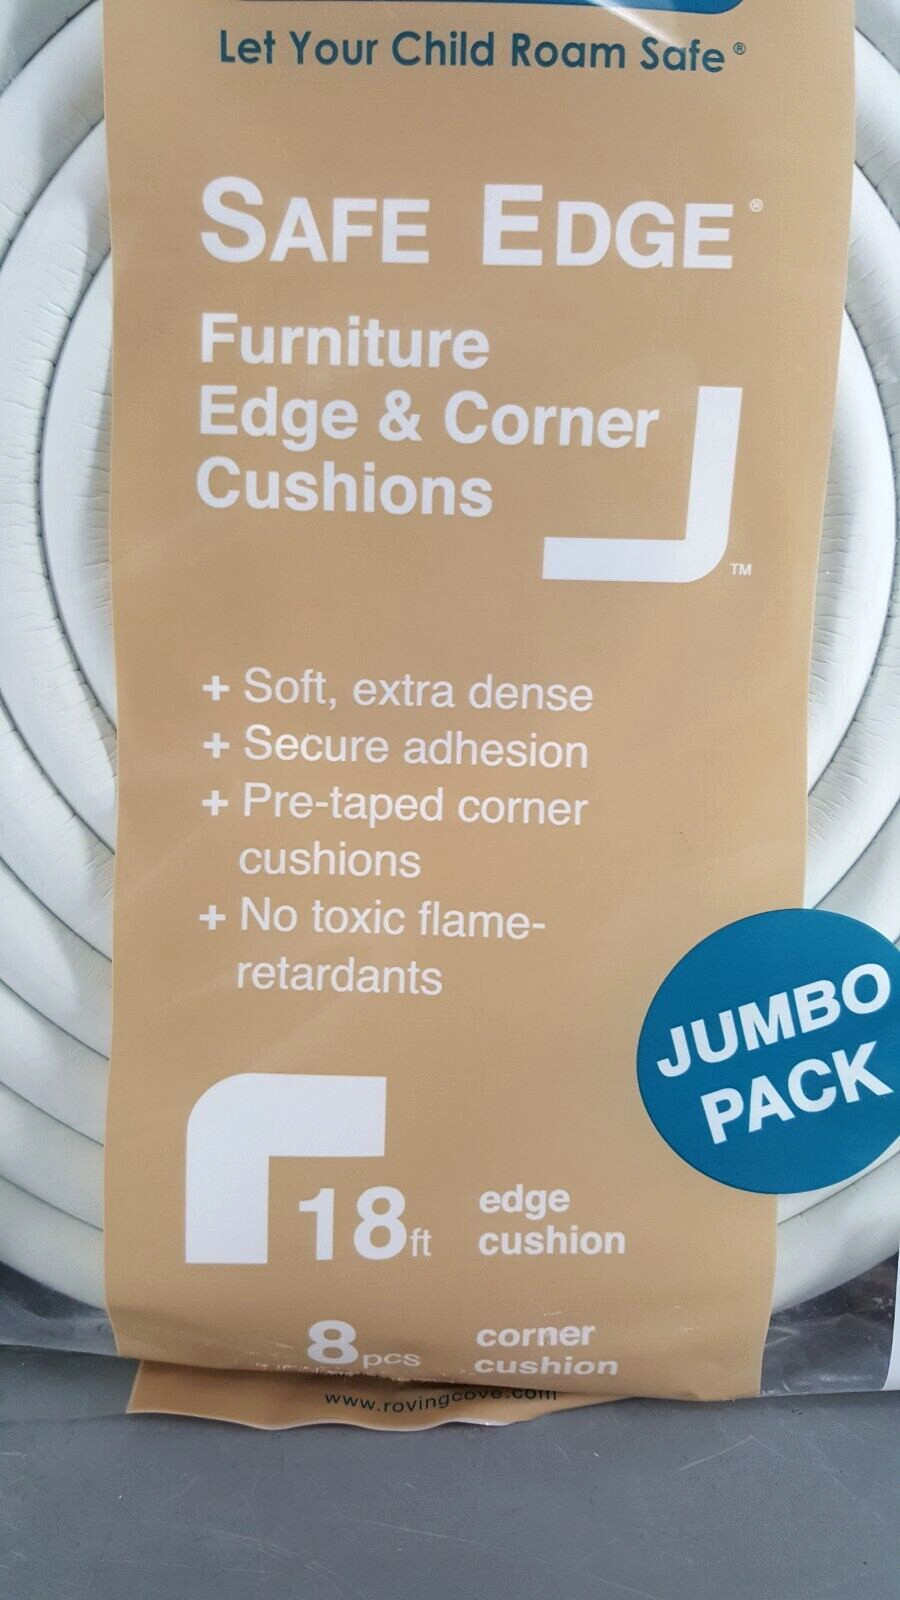 Let Your Child Roam Safe®
SAFE EDGE®
Furniture
Edge & Corner
Cushions
TM
+ Soft, extra dense
+ Secure adhesion
+ Pre-taped corner
cushions
+ No toxic flame-
retardants
JUMBO
PACK
18ft edge
cushion
8pcs corner
cushion
www.rovingcove.com